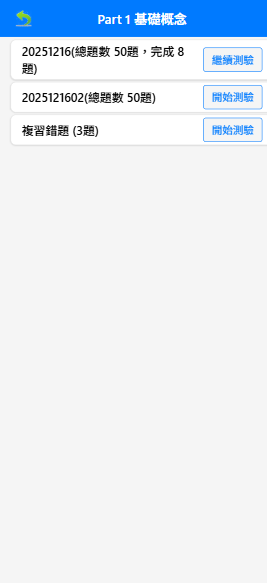 Part 1 基礎概念
20251216(總題數 50題，完成 8
題)
繼續測驗
2025121602(總題數 50題)
開始測驗
複習錯題 (3題)
開始測驗